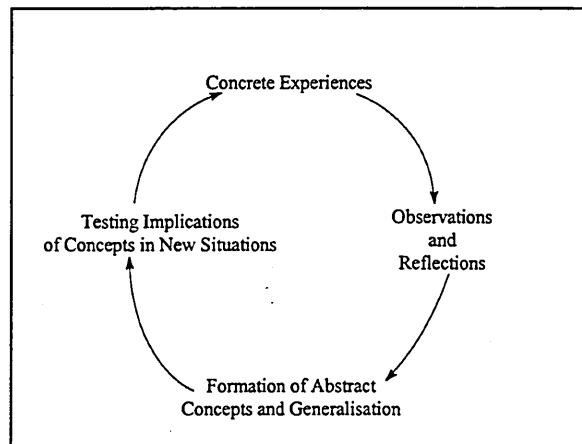 Concrete Experiences
Observations
and
Reflections
Formation of Abstract
Concepts and Generalisation
Testing Implications
of Concepts in New Situations